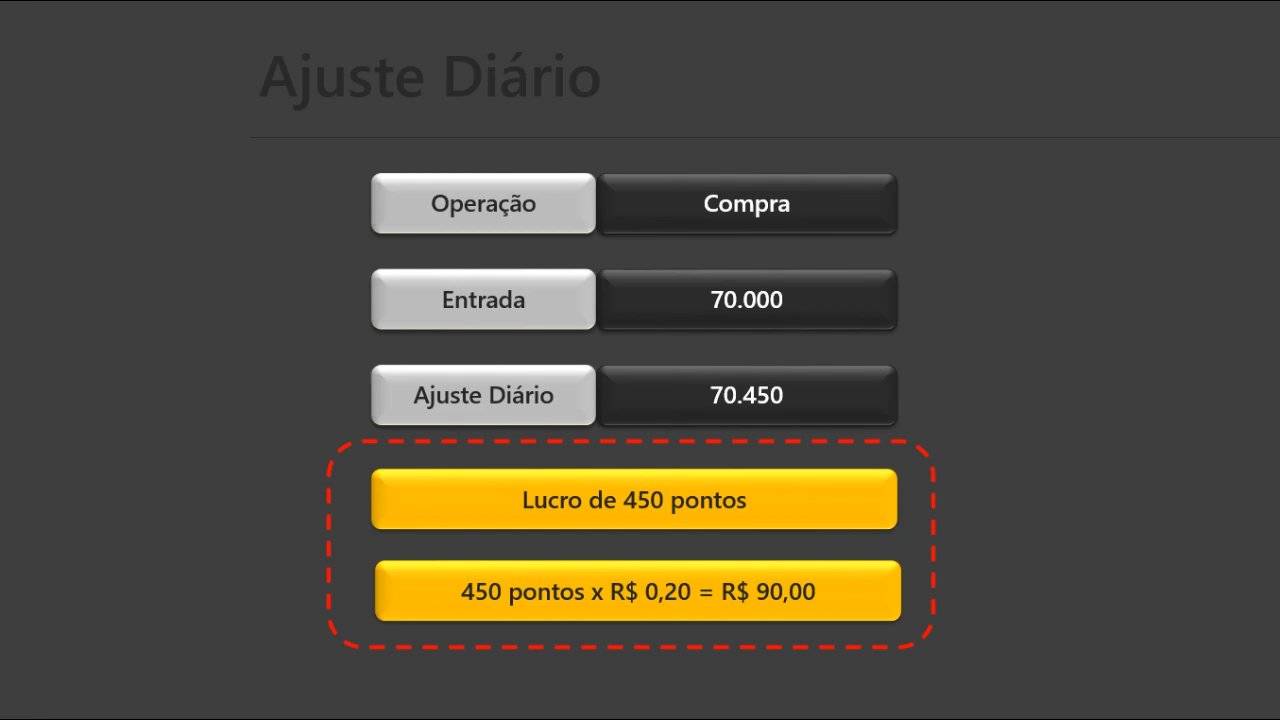 Ajuste Diário
Operação Compra
Entrada 70.000
Ajuste Diário 70.450
Lucro de 450 pontos
450 pontos x R$ 0,20 = R$ 90,00